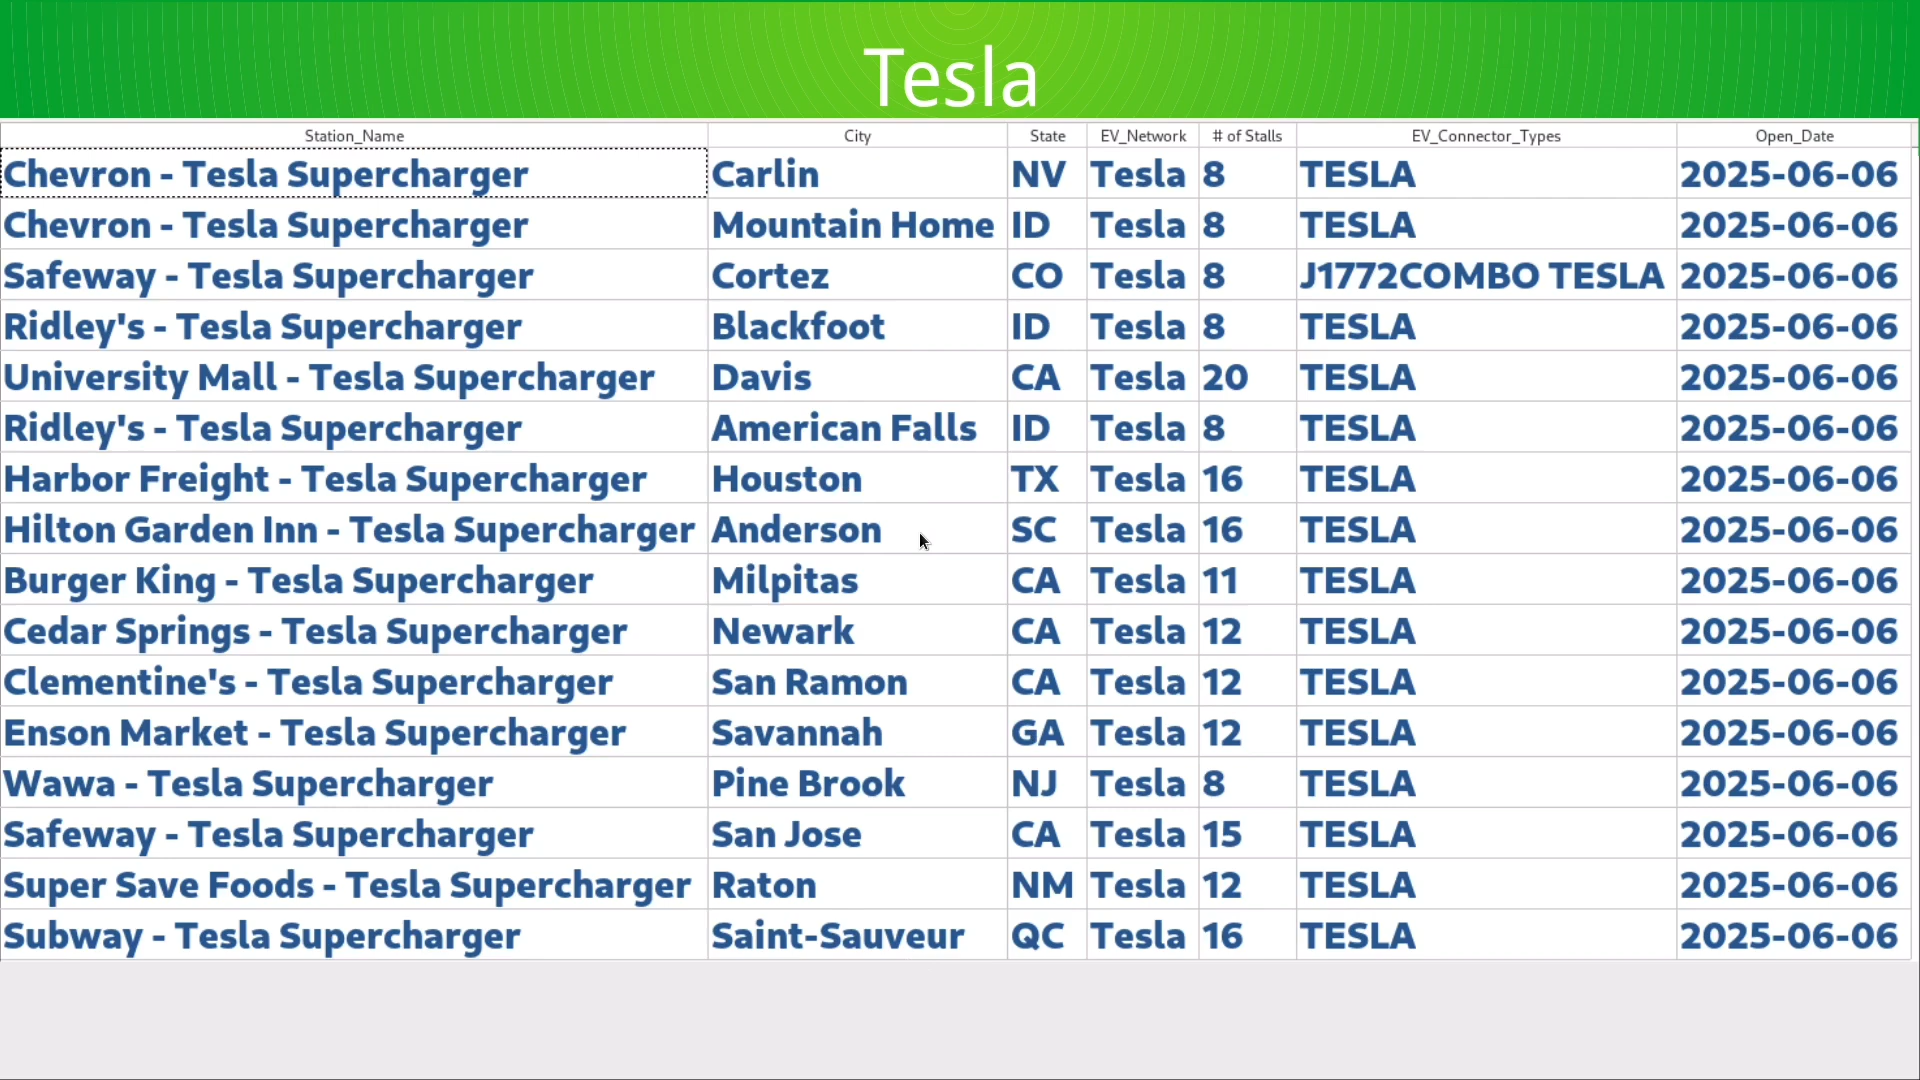 Tesla
Station_Name City State EV_Network # of Stalls EV_Connector_Types Open_Date
Chevron - Tesla Supercharger Carlin NV Tesla 8 TESLA 2025-06-06
Chevron - Tesla Supercharger Mountain Home ID Tesla 8 TESLA 2025-06-06
Safeway - Tesla Supercharger Cortez CO Tesla 8 J1772COMBO TESLA 2025-06-06
Ridley's - Tesla Supercharger Blackfoot ID Tesla 8 TESLA 2025-06-06
University Mall - Tesla Supercharger Davis CA Tesla 20 TESLA 2025-06-06
Ridley's - Tesla Supercharger American Falls ID Tesla 8 TESLA 2025-06-06
Harbor Freight - Tesla Supercharger Houston TX Tesla 16 TESLA 2025-06-06
Hilton Garden Inn - Tesla Supercharger Anderson SC Tesla 16 TESLA 2025-06-06
Burger King - Tesla Supercharger Milpitas CA Tesla 11 TESLA 2025-06-06
Cedar Springs - Tesla Supercharger Newark CA Tesla 12 TESLA 2025-06-06
Clementine's - Tesla Supercharger San Ramon CA Tesla 12 TESLA 2025-06-06
Enson Market - Tesla Supercharger Savannah GA Tesla 12 TESLA 2025-06-06
Wawa - Tesla Supercharger Pine Brook NJ Tesla 8 TESLA 2025-06-06
Safeway - Tesla Supercharger San Jose CA Tesla 15 TESLA 2025-06-06
Super Save Foods - Tesla Supercharger Raton NM Tesla 12 TESLA 2025-06-06
Subway - Tesla Supercharger Saint-Sauveur QC Tesla 16 TESLA 2025-06-06